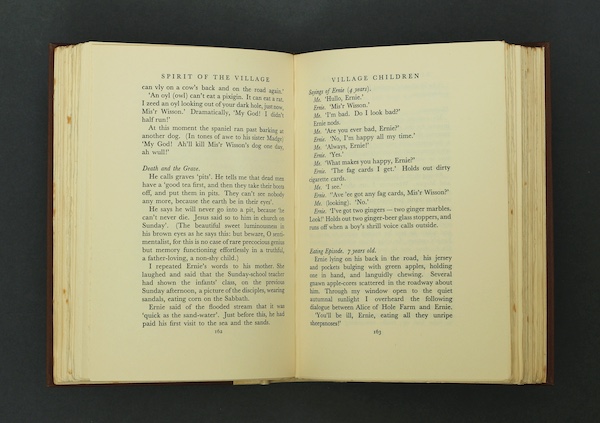 SPIRIT OF THE VILLAGE
can vly on a cow's back and on the road again.'
'An oyl (owl) can't eat a pixigin. It can eat a rat.
I zeed an oyl looking out of your dark hole, just now,
Mis'r Wisson.' Dramatically, 'My God! I didn't
half run!'
At this moment the spaniel ran past barking at
another dog. (In tones of awe to his sister Madge)
'My God! Ah'll kill Mis'r Wisson's dog one day,
ah wull!'
Death and the Grave.
He calls graves 'pits'. He tells me that dead men
have a 'good tea first, and then they take their boots
off, and put them in pits. They can't see nobody
any more, because the earth be in their eyes'.
He says he will never go into a pit, because 'he
can't never die. Jesus said so to him in church on
Sunday'. (The beautiful sweet luminousness in
his brown eyes as he says this: but beware, O senti-
mentalist, for this is no case of rare precocious genius
but memory functioning effortlessly in a truthful,
a father-loving, a non-shy child.)
I repeated Ernie's words to his mother. She
laughed and said that the Sunday-school teacher
had shown the infants' class, on the previous
Sunday afternoon, a picture of the disciples, wearing
sandals, eating corn on the Sabbath.
Ernie said of the flooded stream that it was
'quick as the sand-water'. Just before this, he had
paid his first visit to the sea and the sands.
162
VILLAGE CHILDREN
Sayings of Ernie (4 years).
Me. 'Hullo, Ernie.'
Ernie. 'Mis'r Wisson.'
Me. 'I'm bad. Do I look bad?'
Ernie nods.
Me. 'Are you ever bad, Ernie?'
Ernie. 'No, I'm happy all my time.'
Me. 'Always, Ernie?'
Ernie. 'Yes.'
Me. 'What makes you happy, Ernie?'
Ernie. 'The fag cards I get.' Holds out dirty
cigarette cards.
Me. 'I see.'
Ernie. 'Ave 'ee got any fag cards, Mis'r Wisson?'
Me. (looking). 'No.'
Ernie. 'I've got two gingers — two ginger marbles.
Look!' Holds out two ginger-beer glass stoppers, and
runs off when a boy's shrill voice calls outside.
Eating Episode. 7 years old.
Ernie lying on his back in the road, his jersey
and pockets bulging with green apples, holding
one in hand, and languidly chewing. Several
gnawn apple-cores scattered in the roadway about
him. Through my window open to the quiet
autumnal sunlight I overheard the following
dialogue between Alice of Hole Farm and Ernie.
'You'll be ill, Ernie, eating all they unripe
sheepnoses!'
163